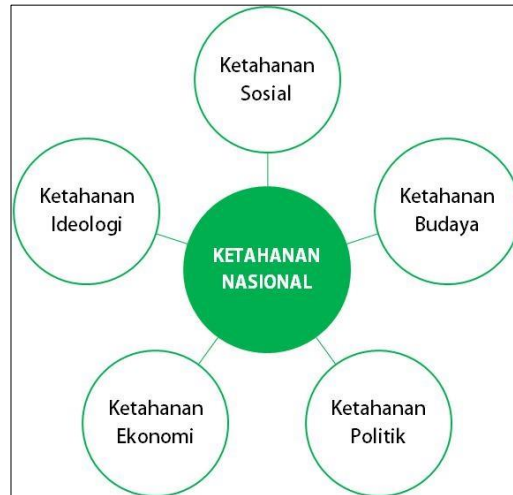 Ketahanan
Sosial
Ketahanan
Ideologi
Ketahanan
Budaya
KETAHANAN
NASIONAL
Ketahanan
Ekonomi
Ketahanan
Politik